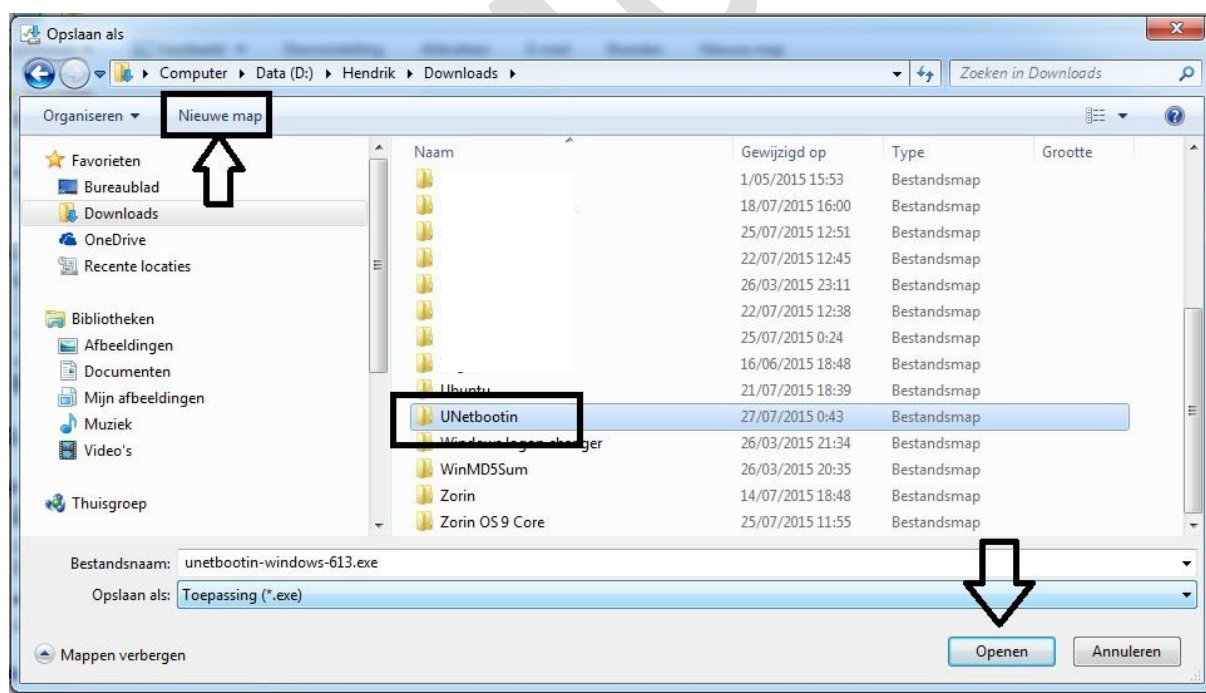 Opslaan als
Computer ▸ Data (D:) ▸ Hendrik ▸ Downloads ▸
Zoeken in Downloads
Organiseren
Nieuwe map
Favorieten
Bureaublad
Downloads
OneDrive
Recente locaties
Bibliotheken
Afbeeldingen
Documenten
Mijn afbeeldingen
Muziek
Video's
Thuisgroep
Naam Gewijzigd op Type Grootte
1/05/2015 15:53 Bestandsmap
18/07/2015 16:00 Bestandsmap
25/07/2015 12:51 Bestandsmap
22/07/2015 12:45 Bestandsmap
26/03/2015 23:11 Bestandsmap
22/07/2015 12:38 Bestandsmap
25/07/2015 0:24 Bestandsmap
16/06/2015 18:48 Bestandsmap
Ubuntu 21/07/2015 18:39 Bestandsmap
UNetbootin 27/07/2015 0:43 Bestandsmap
Windows logon changer 26/03/2015 21:34 Bestandsmap
WinMD5Sum 26/03/2015 20:35 Bestandsmap
Zorin 14/07/2015 18:48 Bestandsmap
Zorin OS 9 Core 25/07/2015 11:55 Bestandsmap
Bestandsnaam: unetbootin-windows-613.exe
Opslaan als: Toepassing (*.exe)
Mappen verbergen
Openen
Annuleren